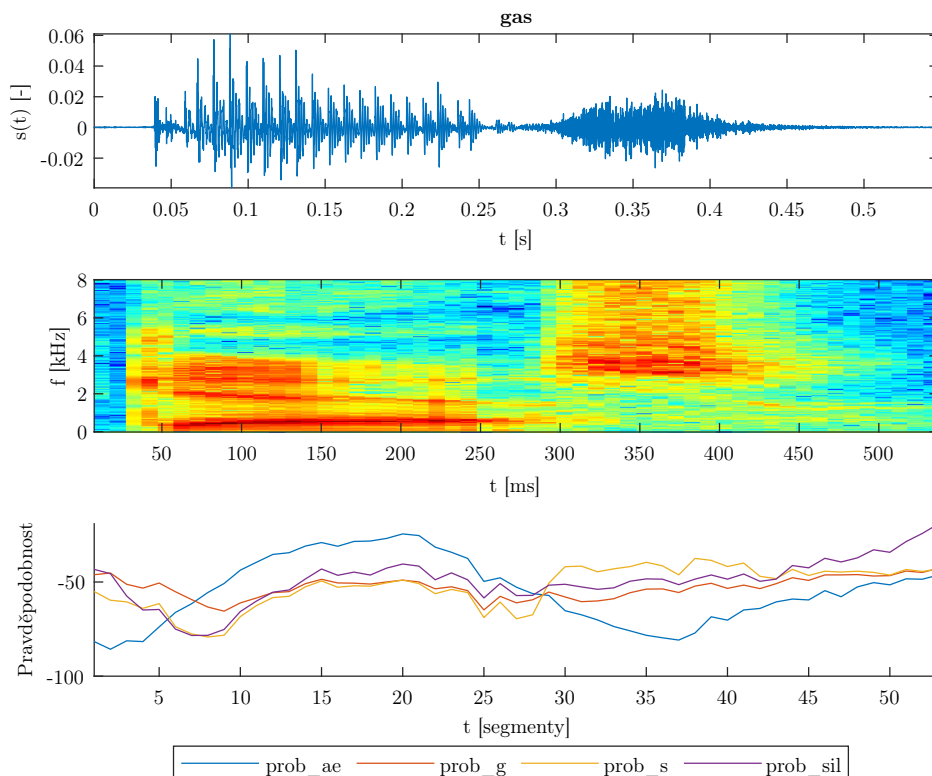 gas
0.06
0.04
0.02
0
-0.02
s(t) [-]
0 0.05 0.1 0.15 0.2 0.25 0.3 0.35 0.4 0.45 0.5
t [s]
8
6
4
2
0
f [kHz]
50 100 150 200 250 300 350 400 450 500
t [ms]
Pravděpodobnost
-50
-100
5 10 15 20 25 30 35 40 45 50
t [segmenty]
prob_ae prob_g prob_s prob_sil